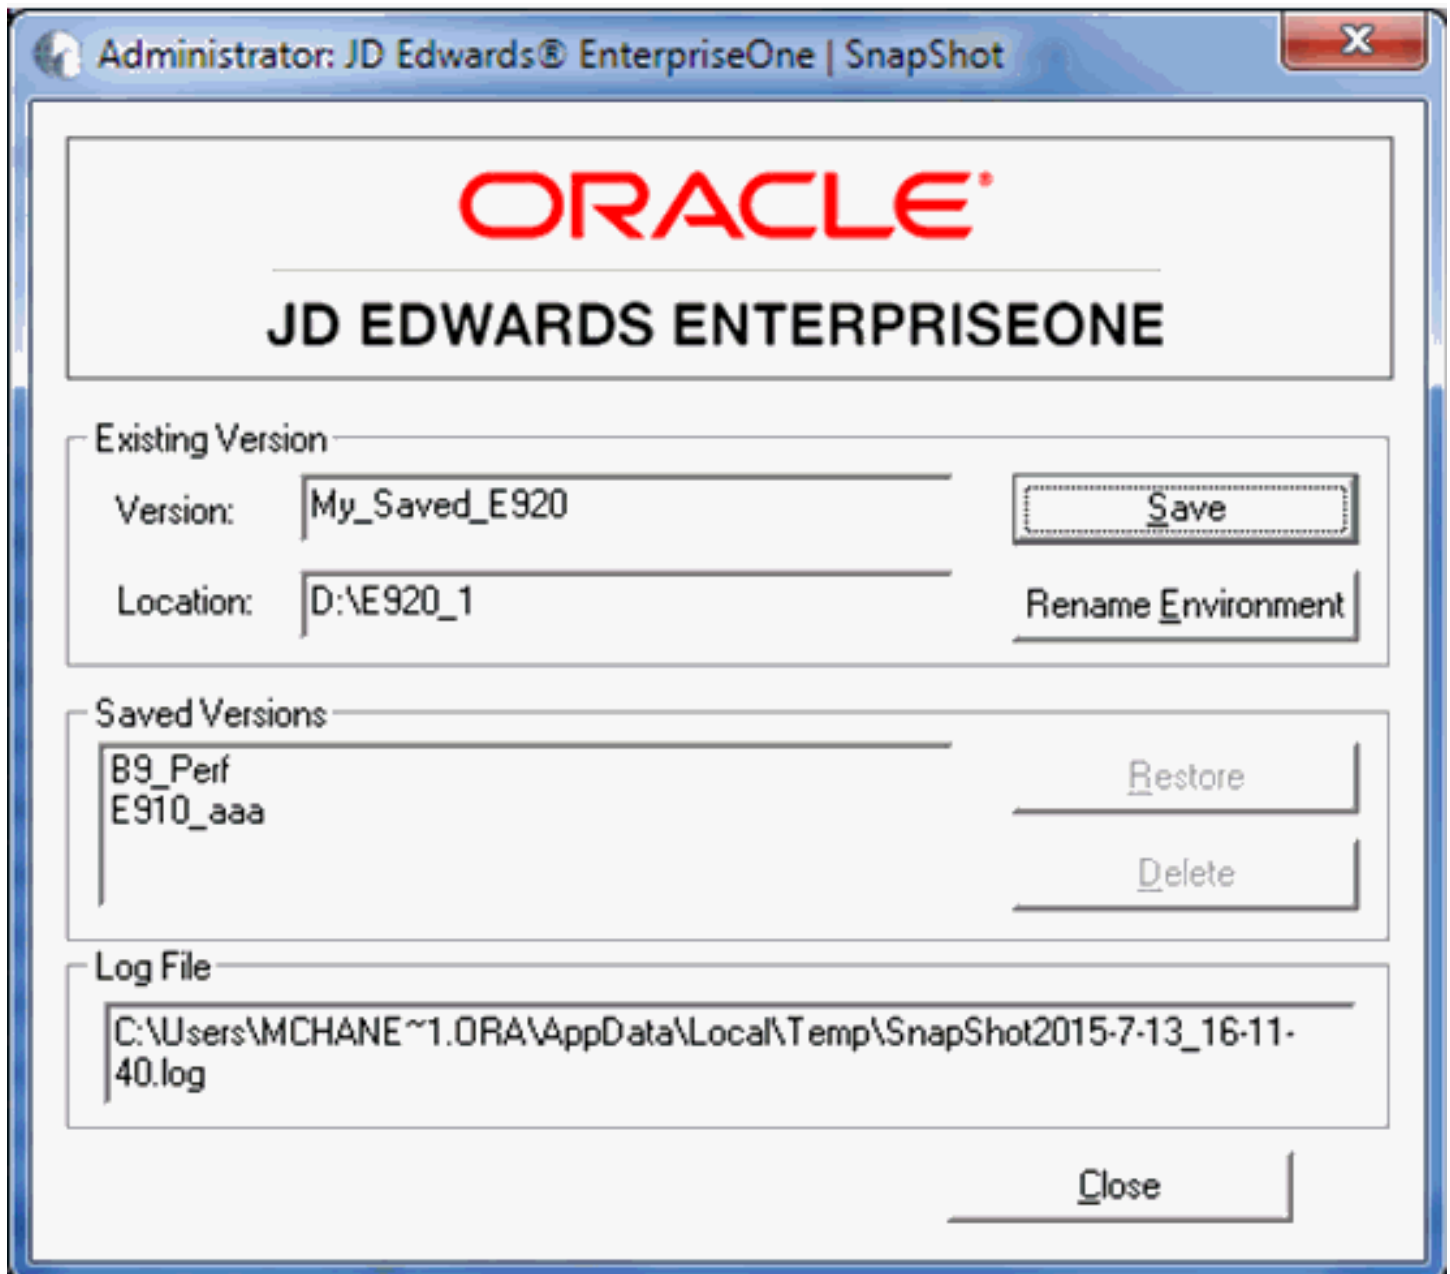 Administrator: JD Edwards® EnterpriseOne | SnapShot
ORACLE®
JD EDWARDS ENTERPRISEONE
Existing Version
Version: My_Saved_E920 Save
Location: D:\E920_1 Rename Environment
Saved Versions
B9_Perf
E910_aaa
Restore
Delete
Log File
C:\Users\MCHANE~1.ORA\AppData\Local\Temp\SnapShot2015-7-13_16-11-
40.log
Close